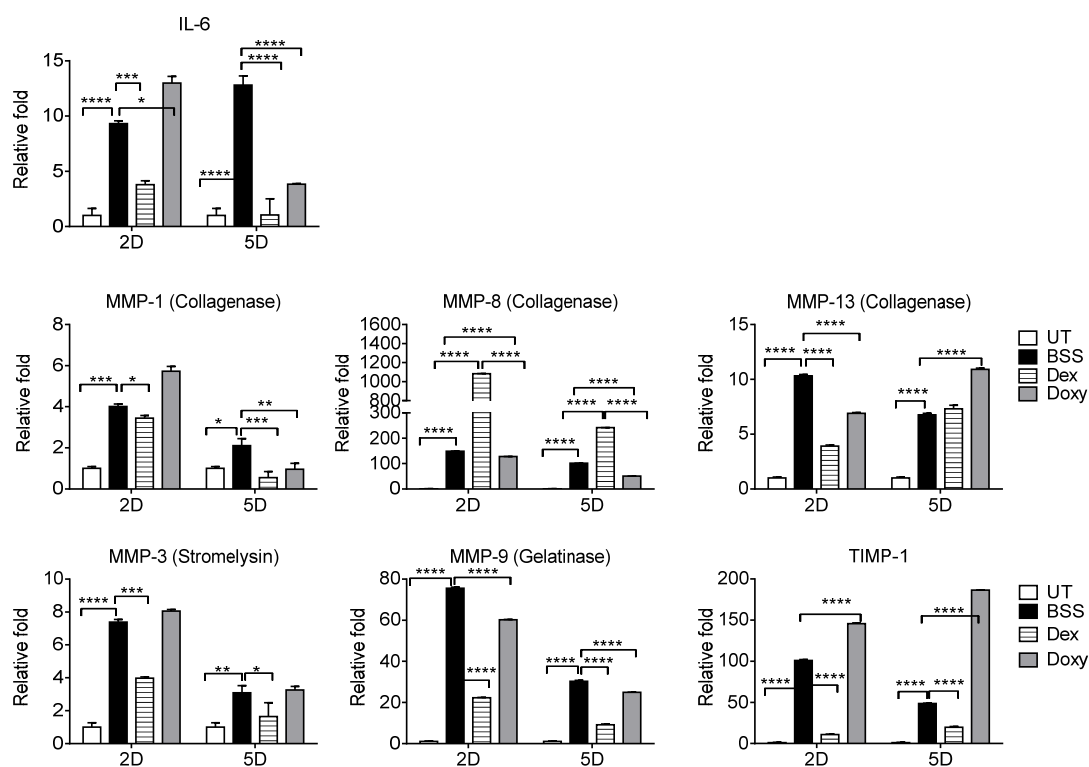 IL-6
Relative fold
15
10
5
0
****
***
*
****
****
****
2D
5D
MMP-1 (Collagenase)
Relative fold
8
6
4
2
0
***
*
*
**
***
2D
5D
MMP-8 (Collagenase)
Relative fold
1600
1400
1200
1000
800
300
200
100
0
****
****
****
****
****
****
****
****
2D
5D
MMP-13 (Collagenase)
Relative fold
15
10
5
0
****
****
****
****
****
2D
5D
UT
BSS
Dex
Doxy
MMP-3 (Stromelysin)
Relative fold
10
8
6
4
2
0
****
***
**
*
2D
5D
MMP-9 (Gelatinase)
Relative fold
80
60
40
20
0
****
****
****
****
****
****
2D
5D
TIMP-1
Relative fold
200
150
100
50
0
****
****
****
****
****
****
2D
5D
UT
BSS
Dex
Doxy